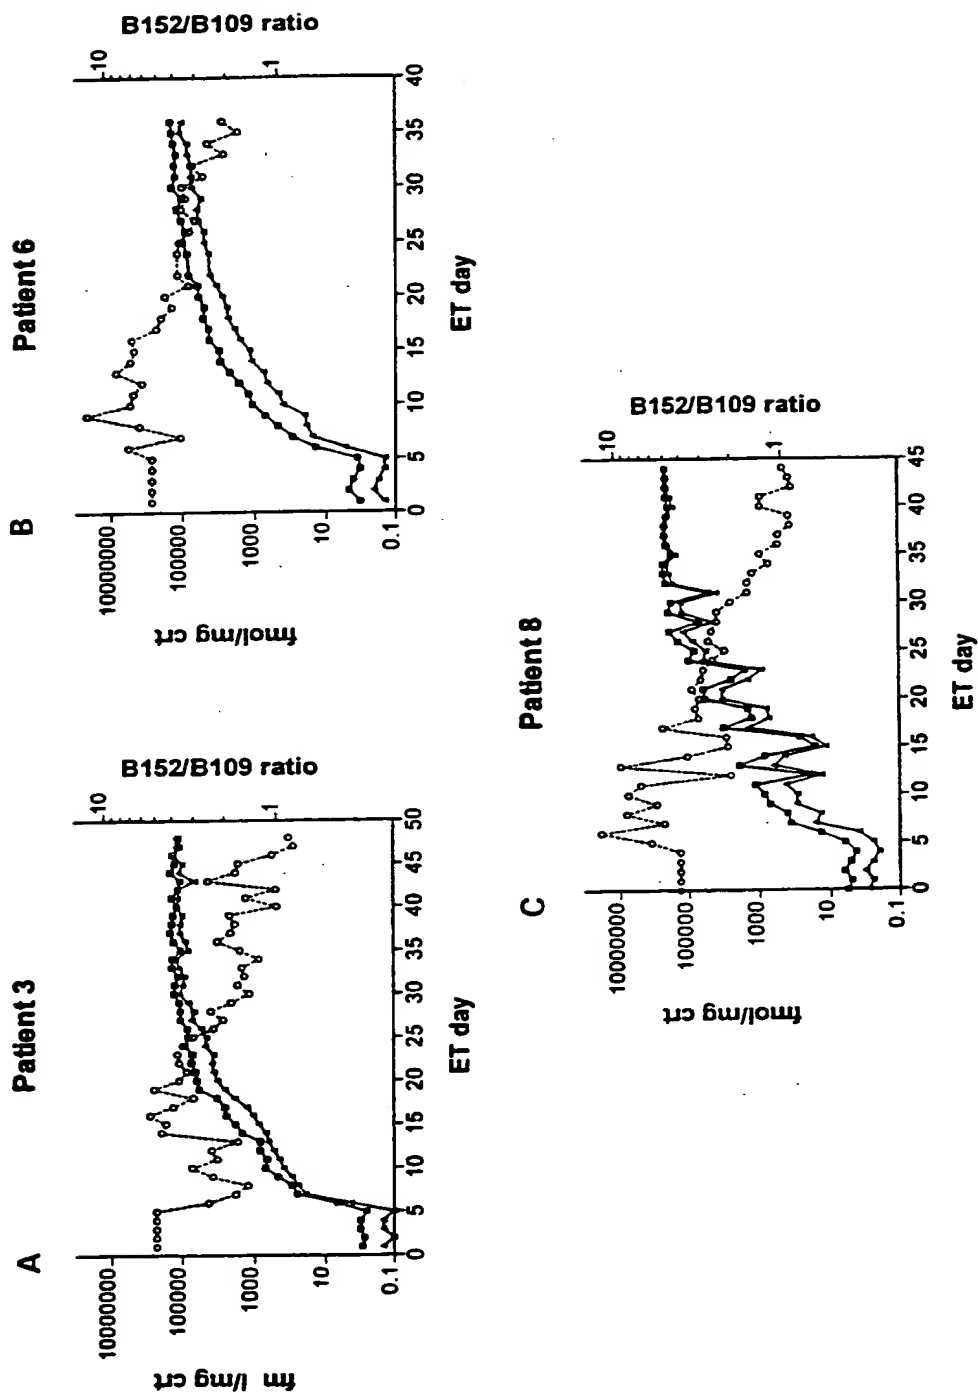 A
Patient 3
fm l/mg crt
10000000
100000
1000
10
0.1
0 5 10 15 20 25 30 35 40 45 50
ET day
10
1
B152/B109 ratio
B
Patient 6
fmol/mg crt
10000000
100000
1000
10
0.1
0 5 10 15 20 25 30 35 40
ET day
10
1
B152/B109 ratio
C
Patient 8
fmol/mg crt
10000000
100000
1000
10
0.1
0 5 10 15 20 25 30 35 40 45
ET day
10
1
B152/B109 ratio